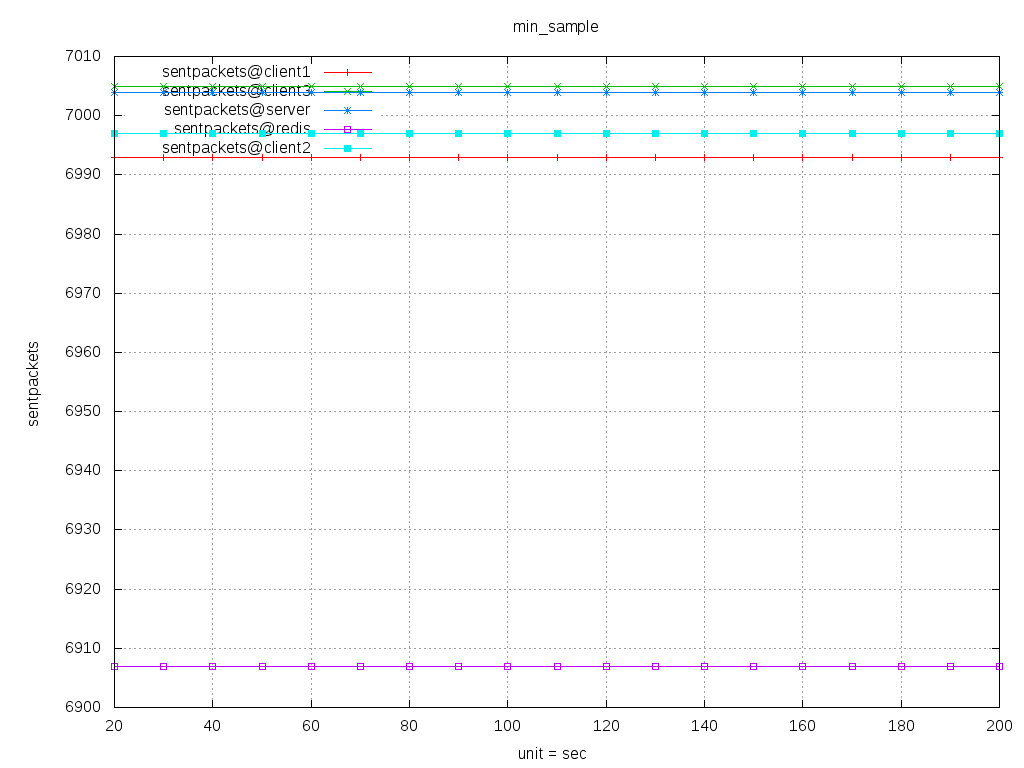 min_sample
7010
7000
6990
6980
6970
6960
6950
6940
6930
6920
6910
6900
sentpackets
sentpackets@client1
sentpackets@client3
sentpackets@server
sentpackets@redis
sentpackets@client2
20 40 60 80 100 120 140 160 180 200
unit = sec